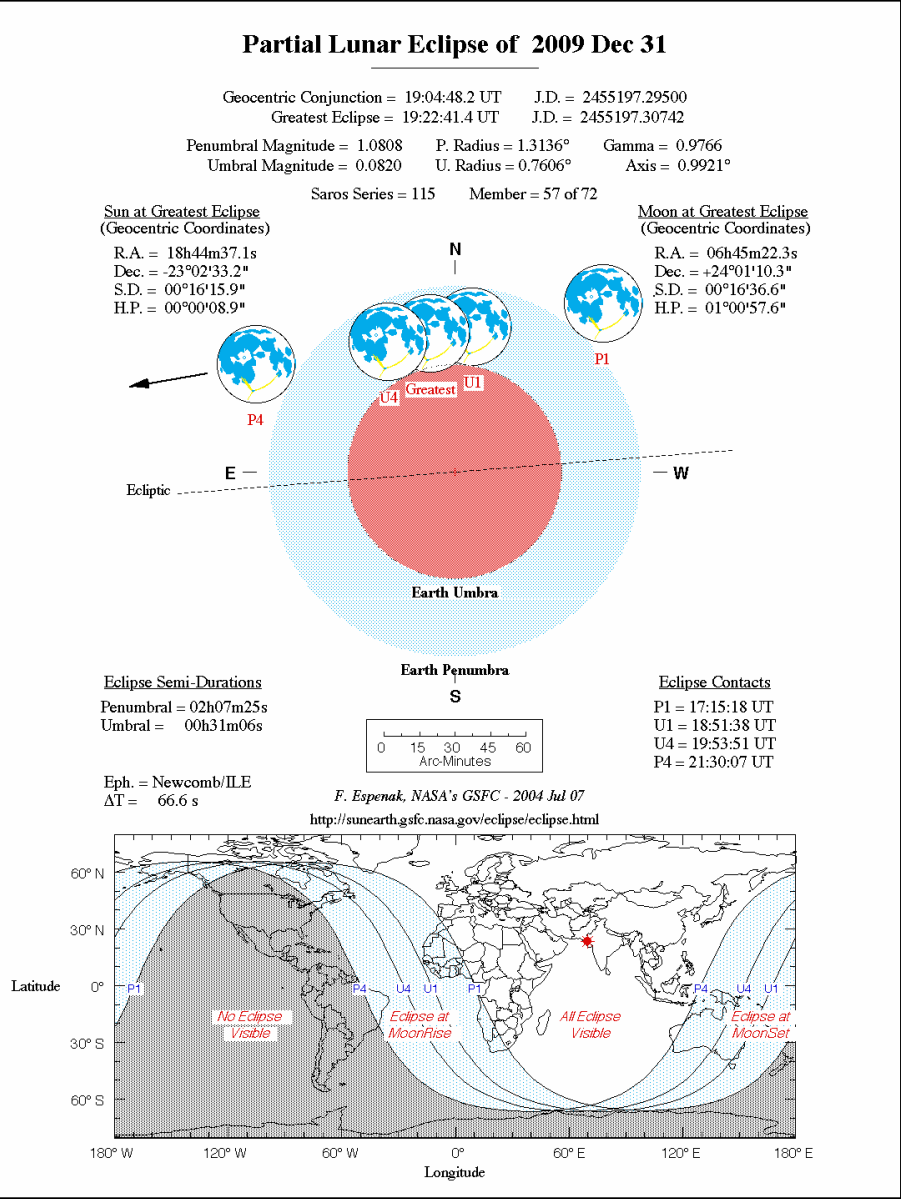 Partial Lunar Eclipse of  2009 Dec 31
Geocentric Conjunction =  19:04:48.2 UT     J.D. =  2455197.29500
Greatest Eclipse =  19:22:41.4 UT     J.D. =  2455197.30742
Penumbral Magnitude =  1.0808     P. Radius = 1.3136°     Gamma =  0.9766
Umbral Magnitude =  0.0820     U. Radius = 0.7606°     Axis =  0.9921°
Saros Series = 115     Member = 57 of 72
Sun at Greatest Eclipse
(Geocentric Coordinates)
R.A. =  18h44m37.1s
Dec. = -23°02'33.2"
S.D. =  00°16'15.9"
H.P. =  00°00'08.9"
Moon at Greatest Eclipse
(Geocentric Coordinates)
R.A. =  06h45m22.3s
Dec. = +24°01'10.3"
S.D. =  00°16'36.6"
H.P. =  01°00'57.6"
N
P1
U4 Greatest U1
P4
E
W
Ecliptic
Earth Umbra
Earth Penumbra
S
Eclipse Semi-Durations
Penumbral = 02h07m25s
Umbral =    00h31m06s
Eph. = Newcomb/ILE
ΔT =    66.6 s
0 15 30 45 60
Arc-Minutes
Eclipse Contacts
P1 = 17:15:18 UT
U1 = 18:51:38 UT
U4 = 19:53:51 UT
P4 = 21:30:07 UT
F. Espenak, NASA's GSFC - 2004 Jul 07
http://sunearth.gsfc.nasa.gov/eclipse/eclipse.html
60° N
30° N
Latitude
0°
30° S
60° S
P1 P4 U4 U1 P1 P4 U4 U1
No Eclipse
Visible
Eclipse at
MoonRise
All Eclipse
Visible
Eclipse at
MoonSet
180° W 120° W 60° W 0° 60° E 120° E 180° E
Longitude